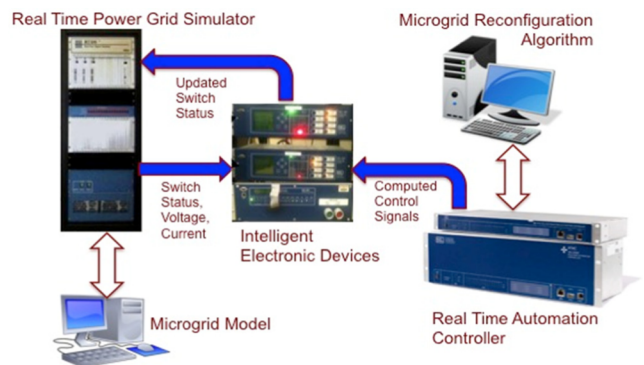 Real Time Power Grid Simulator
Microgrid Reconfiguration
Algorithm
Updated
Switch
Status
Switch
Status,
Voltage,
Current
Computed
Control
Signals
Intelligent
Electronic Devices
Microgrid Model
Real Time Automation
Controller